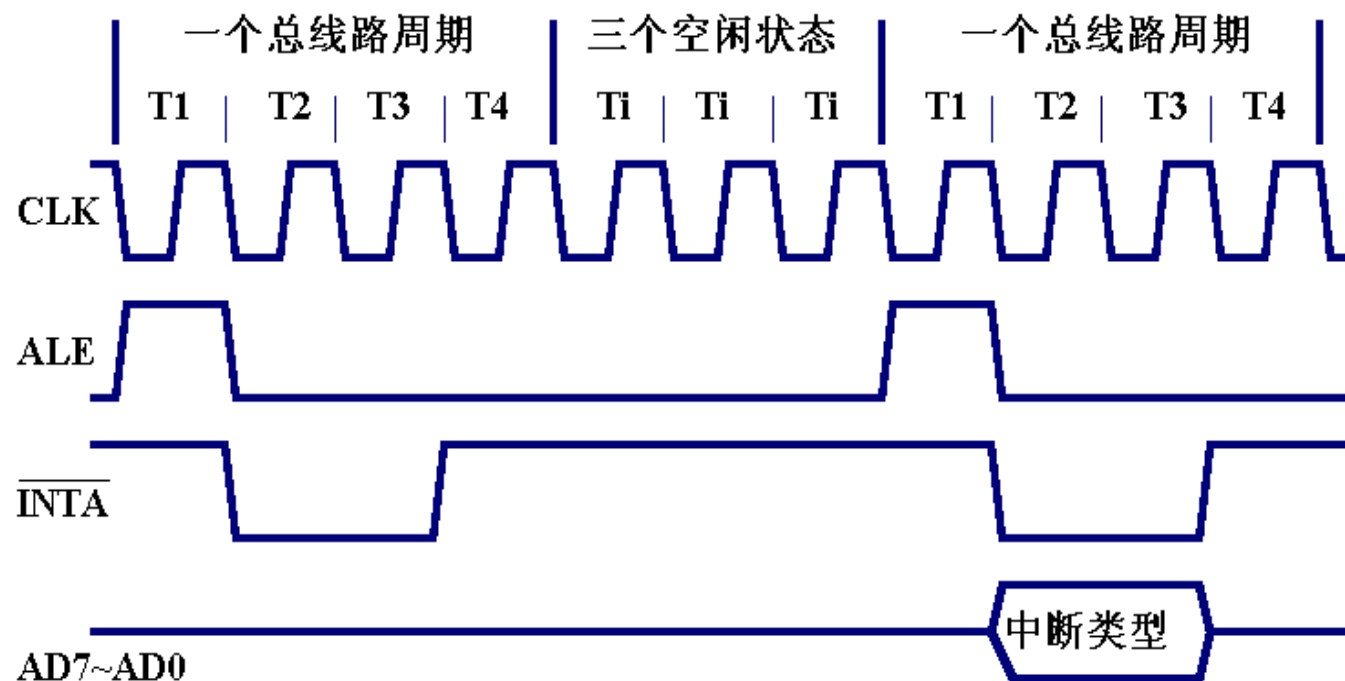 一个总线路周期 三个空闲状态 一个总线路周期
T1 T2 T3 T4 Ti Ti Ti T1 T2 T3 T4
CLK
ALE
INTA
中断类型
AD7~AD0